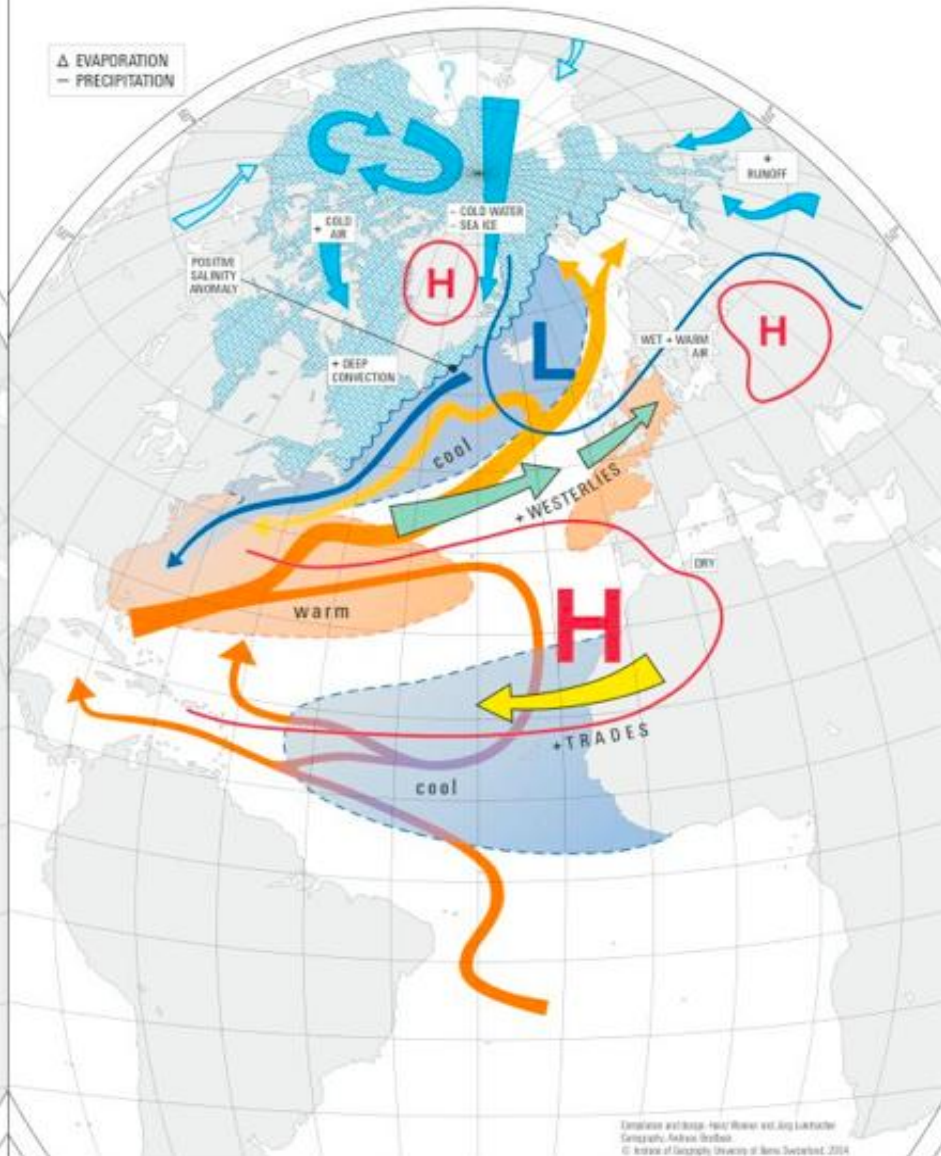 Δ EVAPORATION
– PRECIPITATION
?
+
RUNOFF
+ COLD
AIR
– COLD WATER
– SEA ICE
POSITIVE
SALINITY
ANOMALY
H
H
L
WET + WARM
AIR
+ DEEP
CONVECTION
cool
+ WESTERLIES
DRY
warm
H
+TRADES
cool